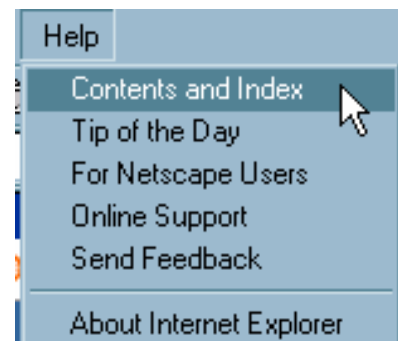 Help
Contents and Index
Tip of the Day
For Netscape Users
Online Support
Send Feedback
About Internet Explorer